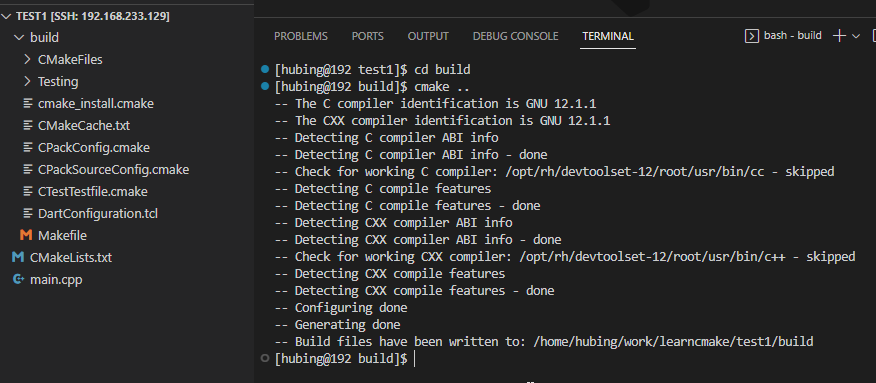 TEST1 [SSH: 192.168.233.129]
build
CMakeFiles
Testing
cmake_install.cmake
CMakeCache.txt
CPackConfig.cmake
CPackSourceConfig.cmake
CTestTestfile.cmake
DartConfiguration.tcl
Makefile
CMakeLists.txt
main.cpp
PROBLEMS PORTS OUTPUT DEBUG CONSOLE TERMINAL bash - build
[hubing@192 test1]$ cd build
[hubing@192 build]$ cmake ..
-- The C compiler identification is GNU 12.1.1
-- The CXX compiler identification is GNU 12.1.1
-- Detecting C compiler ABI info
-- Detecting C compiler ABI info - done
-- Check for working C compiler: /opt/rh/devtoolset-12/root/usr/bin/cc - skipped
-- Detecting C compile features
-- Detecting C compile features - done
-- Detecting CXX compiler ABI info
-- Detecting CXX compiler ABI info - done
-- Check for working CXX compiler: /opt/rh/devtoolset-12/root/usr/bin/c++ - skipped
-- Detecting CXX compile features
-- Detecting CXX compile features - done
-- Configuring done
-- Generating done
-- Build files have been written to: /home/hubing/work/learncmake/test1/build
[hubing@192 build]$